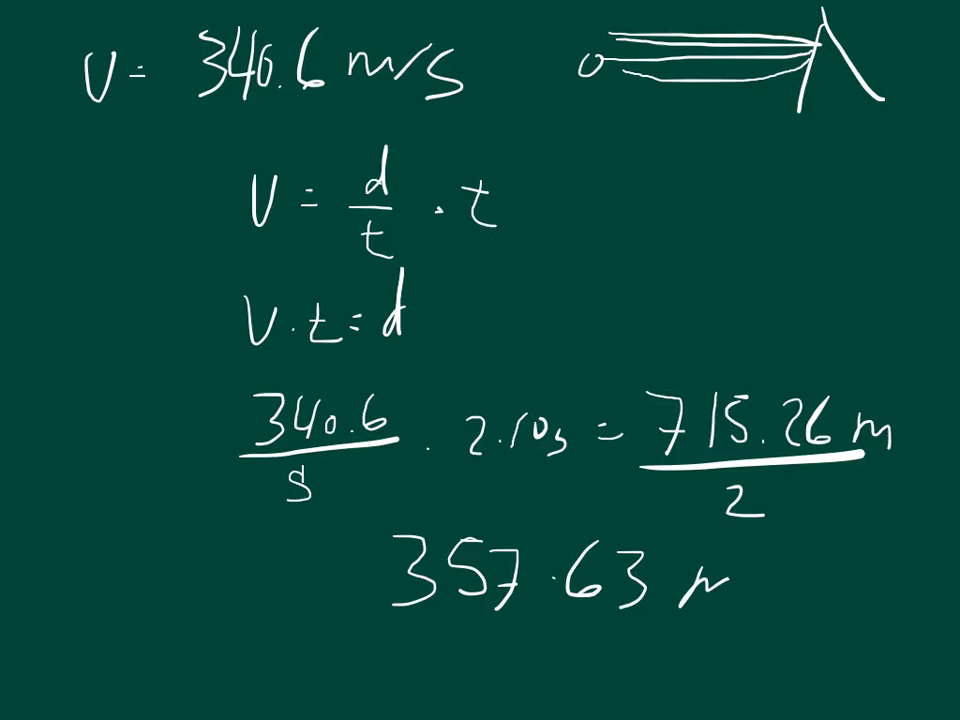 V = 340.6 m/s
V = d/t · t
V · t = d
340.6/s · 2.10s = 715.26 m/2
357.63 m